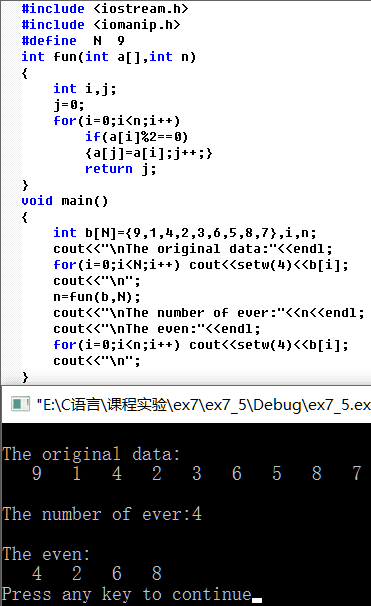 #include <iostream.h>
#include <iomanip.h>
#define  N  9
int fun(int a[],int n)
{
    int i,j;
    j=0;
    for(i=0;i<n;i++)
        if(a[i]%2==0)
        {a[j]=a[i];j++;}
        return j;
}
void main()
{
    int b[N]={9,1,4,2,3,6,5,8,7},i,n;
    cout<<"\nThe original data:"<<endl;
    for(i=0;i<N;i++) cout<<setw(4)<<b[i];
    cout<<"\n";
    n=fun(b,N);
    cout<<"\nThe number of ever:"<<n<<endl;
    cout<<"\nThe even:"<<endl;
    for(i=0;i<n;i++) cout<<setw(4)<<b[i];
    cout<<"\n";
}
"E:\C语言\课程实验\ex7\ex7_5\Debug\ex7_5.ex
The original data:
   9   1   4   2   3   6   5   8   7
The number of ever:4
The even:
   4   2   6   8
Press any key to continue